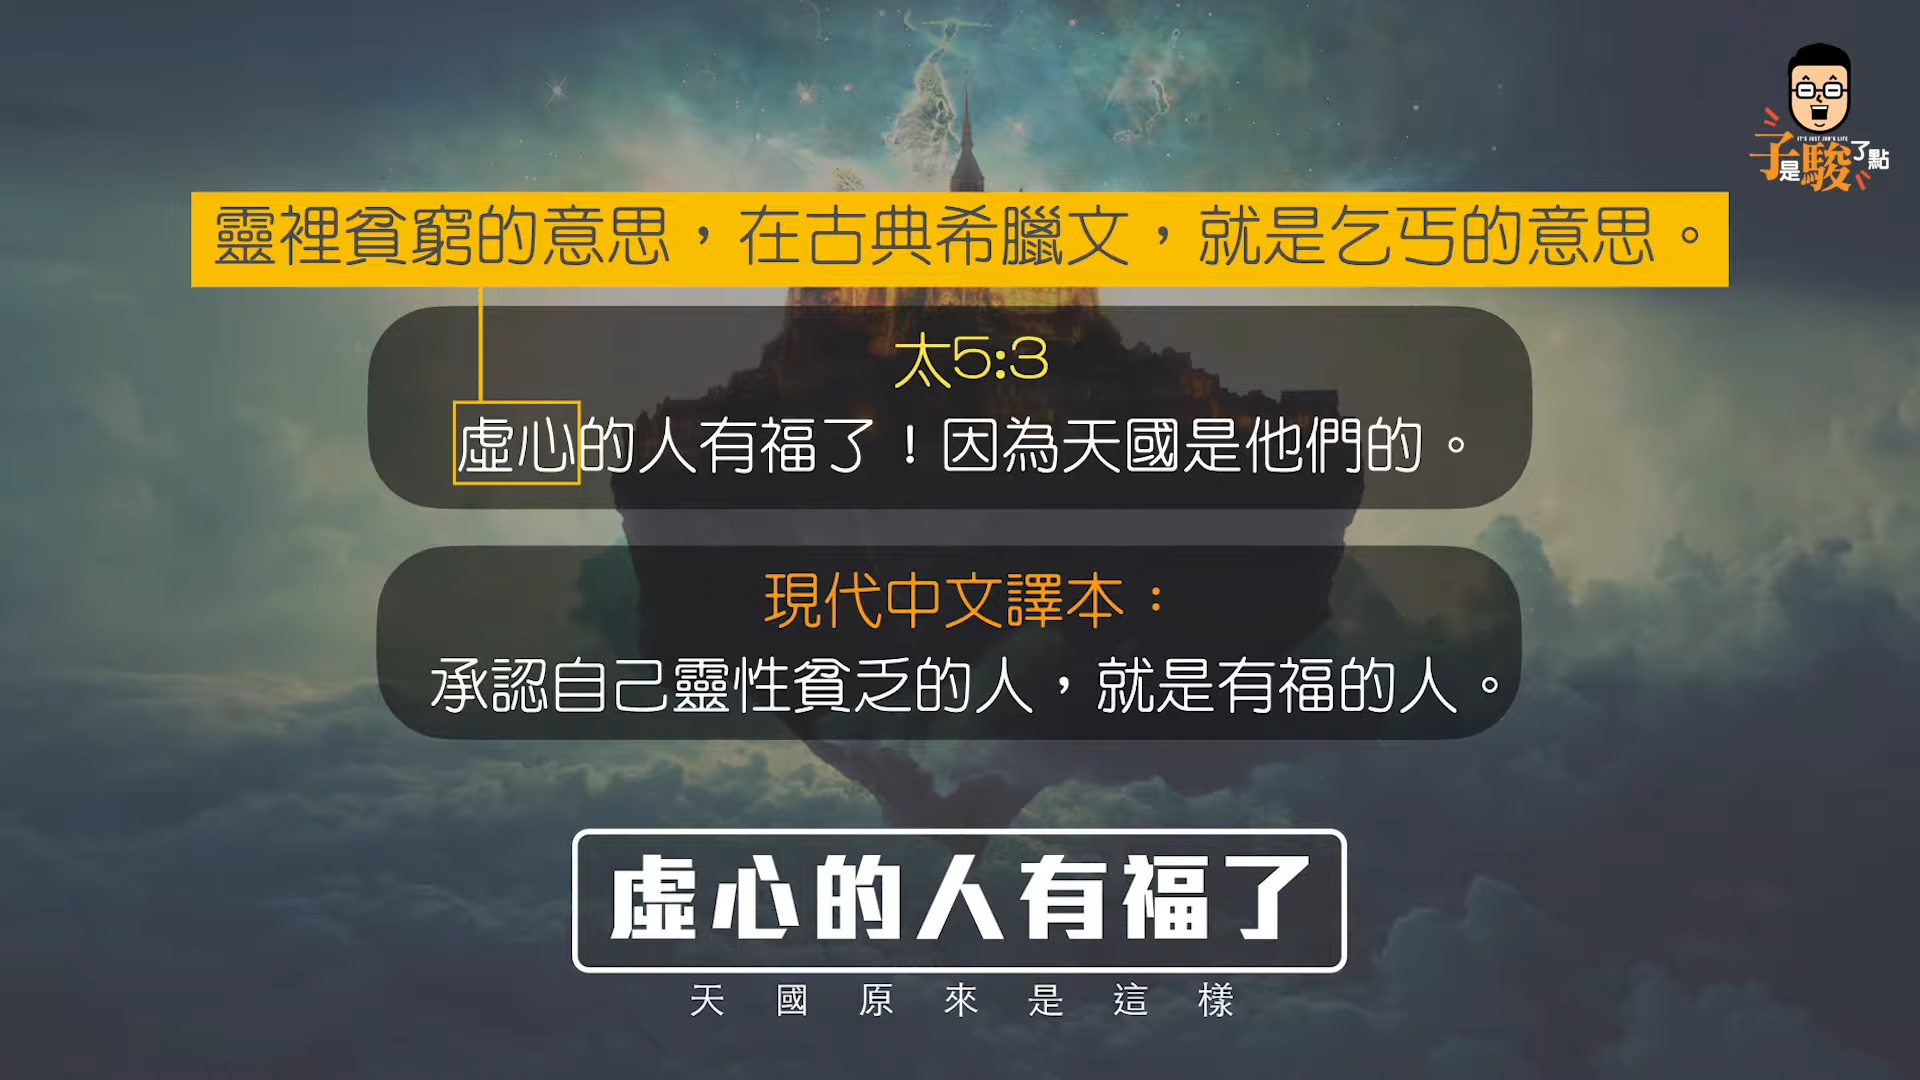 IT'S JUST JUN'S LIFE
子是駿了點
靈裡貧窮的意思，在古典希臘文，就是乞丐的意思。
太5:3
虛心的人有福了！因為天國是他們的。
現代中文譯本：
承認自己靈性貧乏的人，就是有福的人。
虛心的人有福了
天國原來是這樣